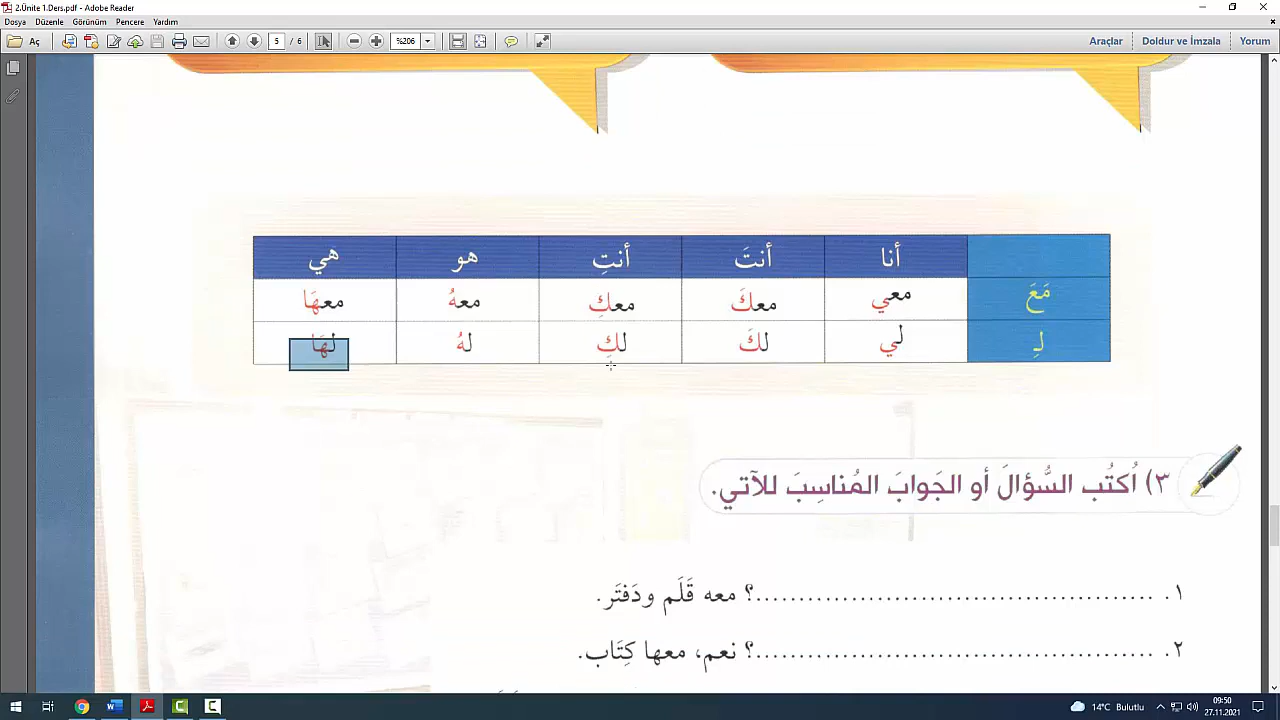 2.Ünite 1.Ders.pdf - Adobe Reader
Dosya Düzenle Görünüm Pencere Yardım
Aç 5 / 6 %206 Araçlar Doldur ve İmzala Yorum
أنا أنتَ أنتِ هو هي
مَعَ معي معكَ معكِ معهُ معهَا
لـِ لي لكَ لكِ لهُ لهَا
٣) اُكتُب السُّؤالَ أو الجَوابَ المُناسِبَ للآتي.
١. ............................................؟ معه قَلَم ودَفتَر.
٢. ............................................؟ نعم، معها كِتَاب.
14°C Bulutlu 09:50
27.11.2021